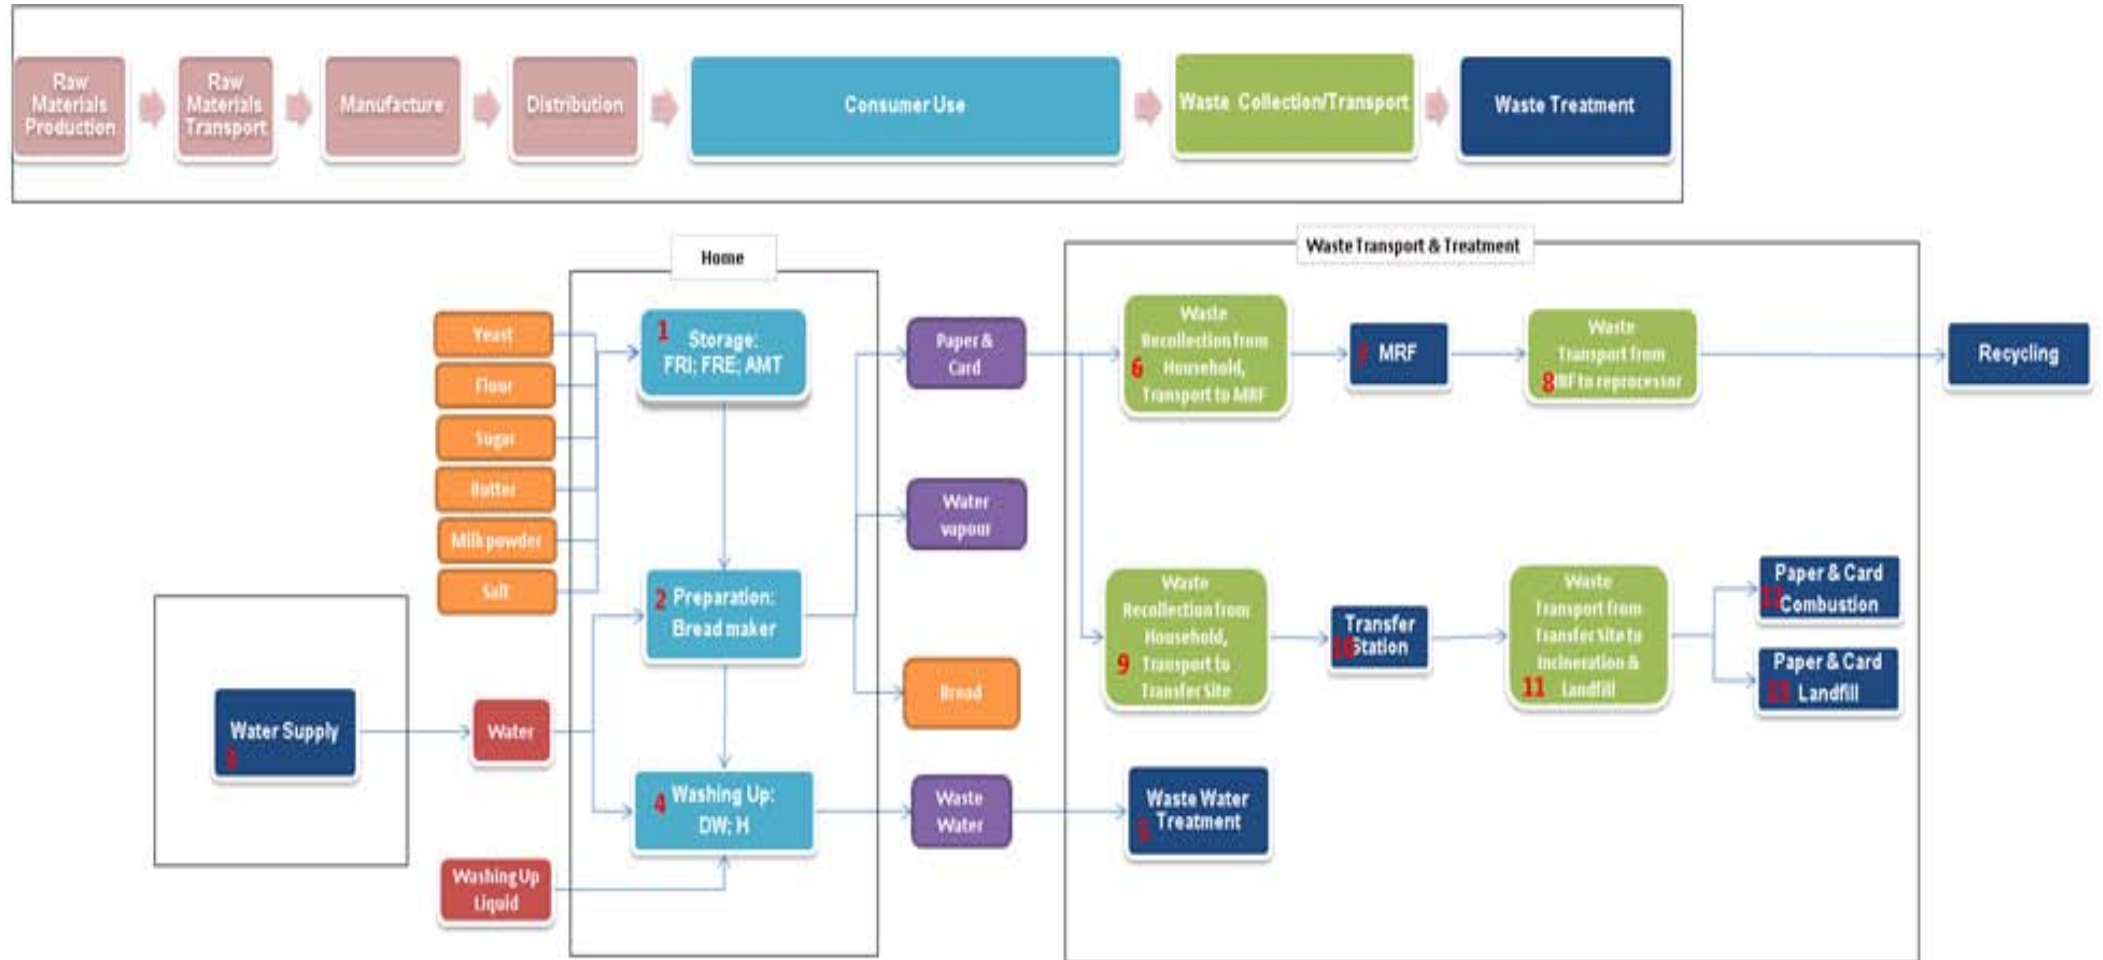 Raw
Materials
Production
Raw
Materials
Transport
Manufacture
Distribution
Consumer Use
Waste Collection/Transport
Waste Treatment
Home
Waste Transport & Treatment
Yeast
Flour
Sugar
Butter
Milk powder
Salt
1
Storage:
FRI; FRE; AMT
Paper &
Card
Waste
Recollection from
Household,
6
Transport to MRF
MRF
Waste
Transport from
8
to reprocessor
Recycling
Water
vapour
2
Preparation:
Bread maker
Bread
Waste
Recollection from
Household,
9
Transport to
Transfer Site
Transfer
10
Station
Waste
Transport from
Transfer Site to
Incineration &
11
Landfill
Paper & Card
Combustion
Paper & Card
Landfill
Water Supply
Water
4
Washing Up:
DW; H
Waste
Water
Waste Water
Treatment
Washing Up
Liquid